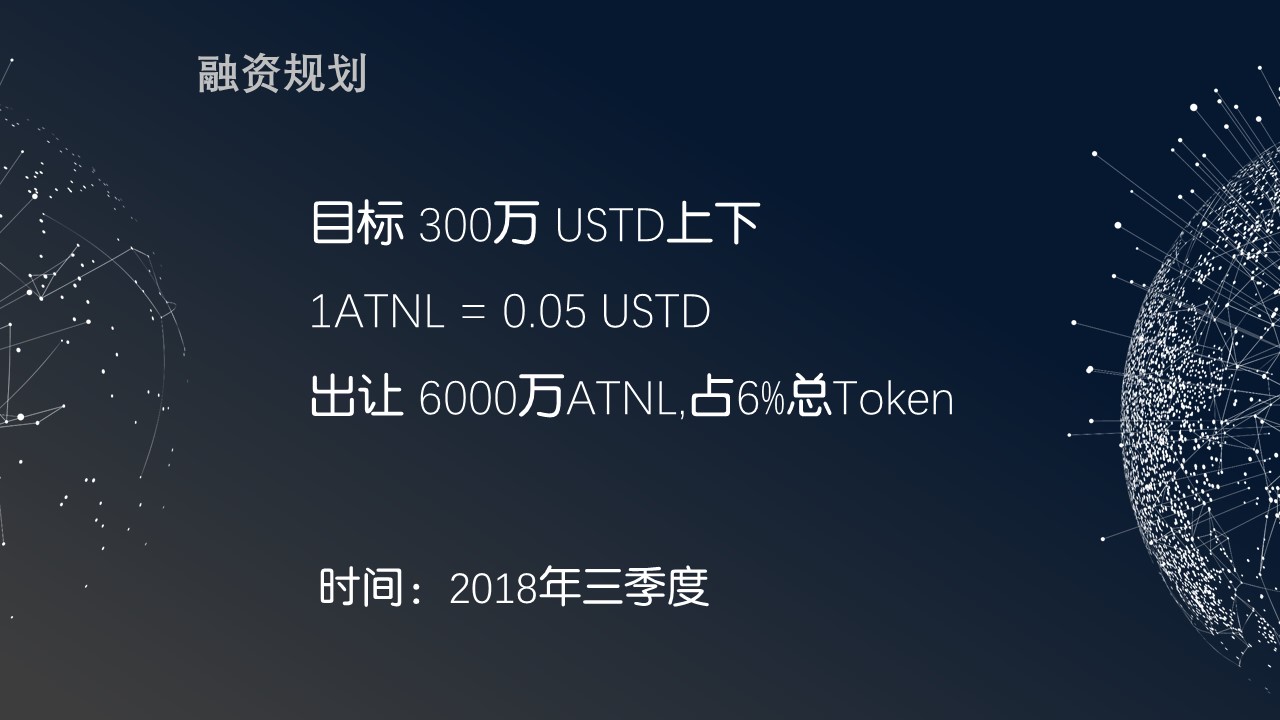 融资规划
目标 300万 USTD上下
1ATNL = 0.05 USTD
出让 6000万ATNL,占6%总Token
时间：2018年三季度